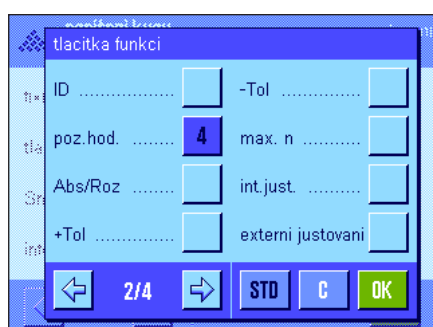 tlacitka funkci
ID ................
-Tol ..............
poz.hod. ........ 4
max. n ...........
Abs/Roz ........
int.just. ..........
+Tol ..............
externi justovani
2/4
STD
C
OK